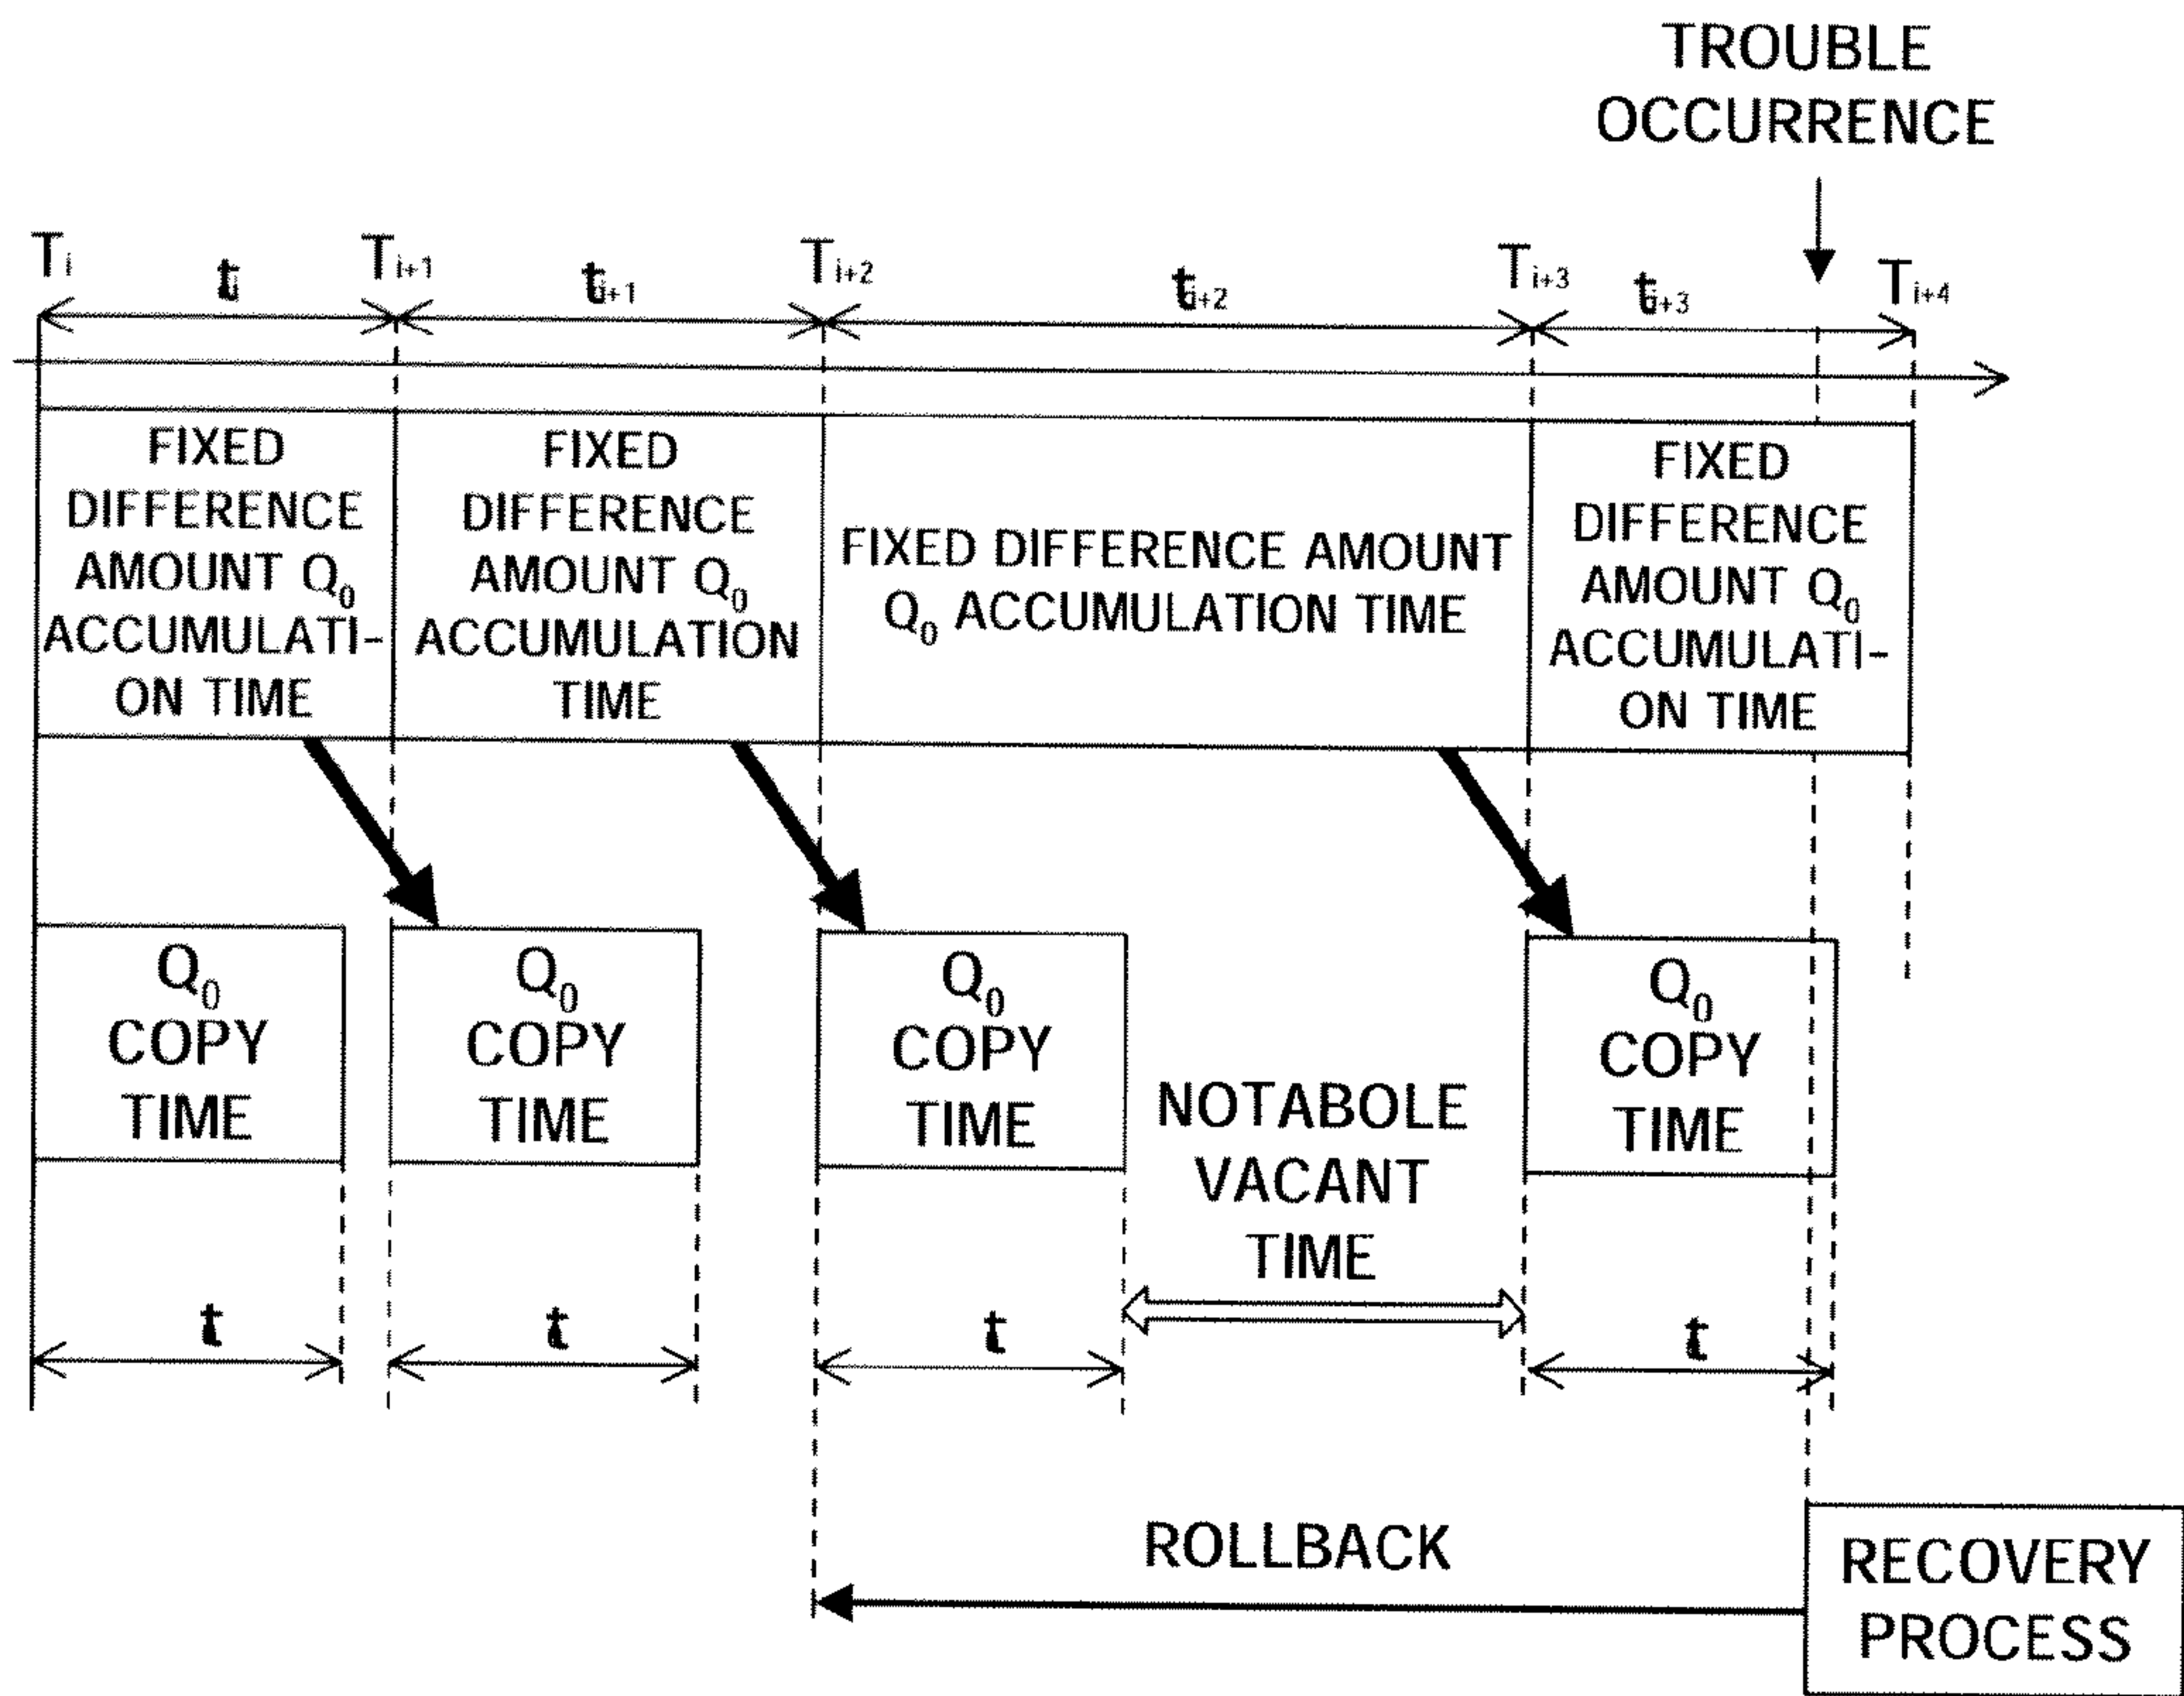 TROUBLE
OCCURRENCE
Ti
ti
Ti+1
ti+1
Ti+2
ti+2
Ti+3
ti+3
Ti+4
FIXED
DIFFERENCE
AMOUNT Q0
ACCUMULATI-
ON TIME
FIXED
DIFFERENCE
AMOUNT Q0
ACCUMULATION
TIME
FIXED DIFFERENCE AMOUNT
Q0 ACCUMULATION TIME
FIXED
DIFFERENCE
AMOUNT Q0
ACCUMULATI-
ON TIME
Q0
COPY
TIME
Q0
COPY
TIME
Q0
COPY
TIME
NOTABOLE
VACANT
TIME
Q0
COPY
TIME
t
t
t
t
ROLLBACK
RECOVERY
PROCESS